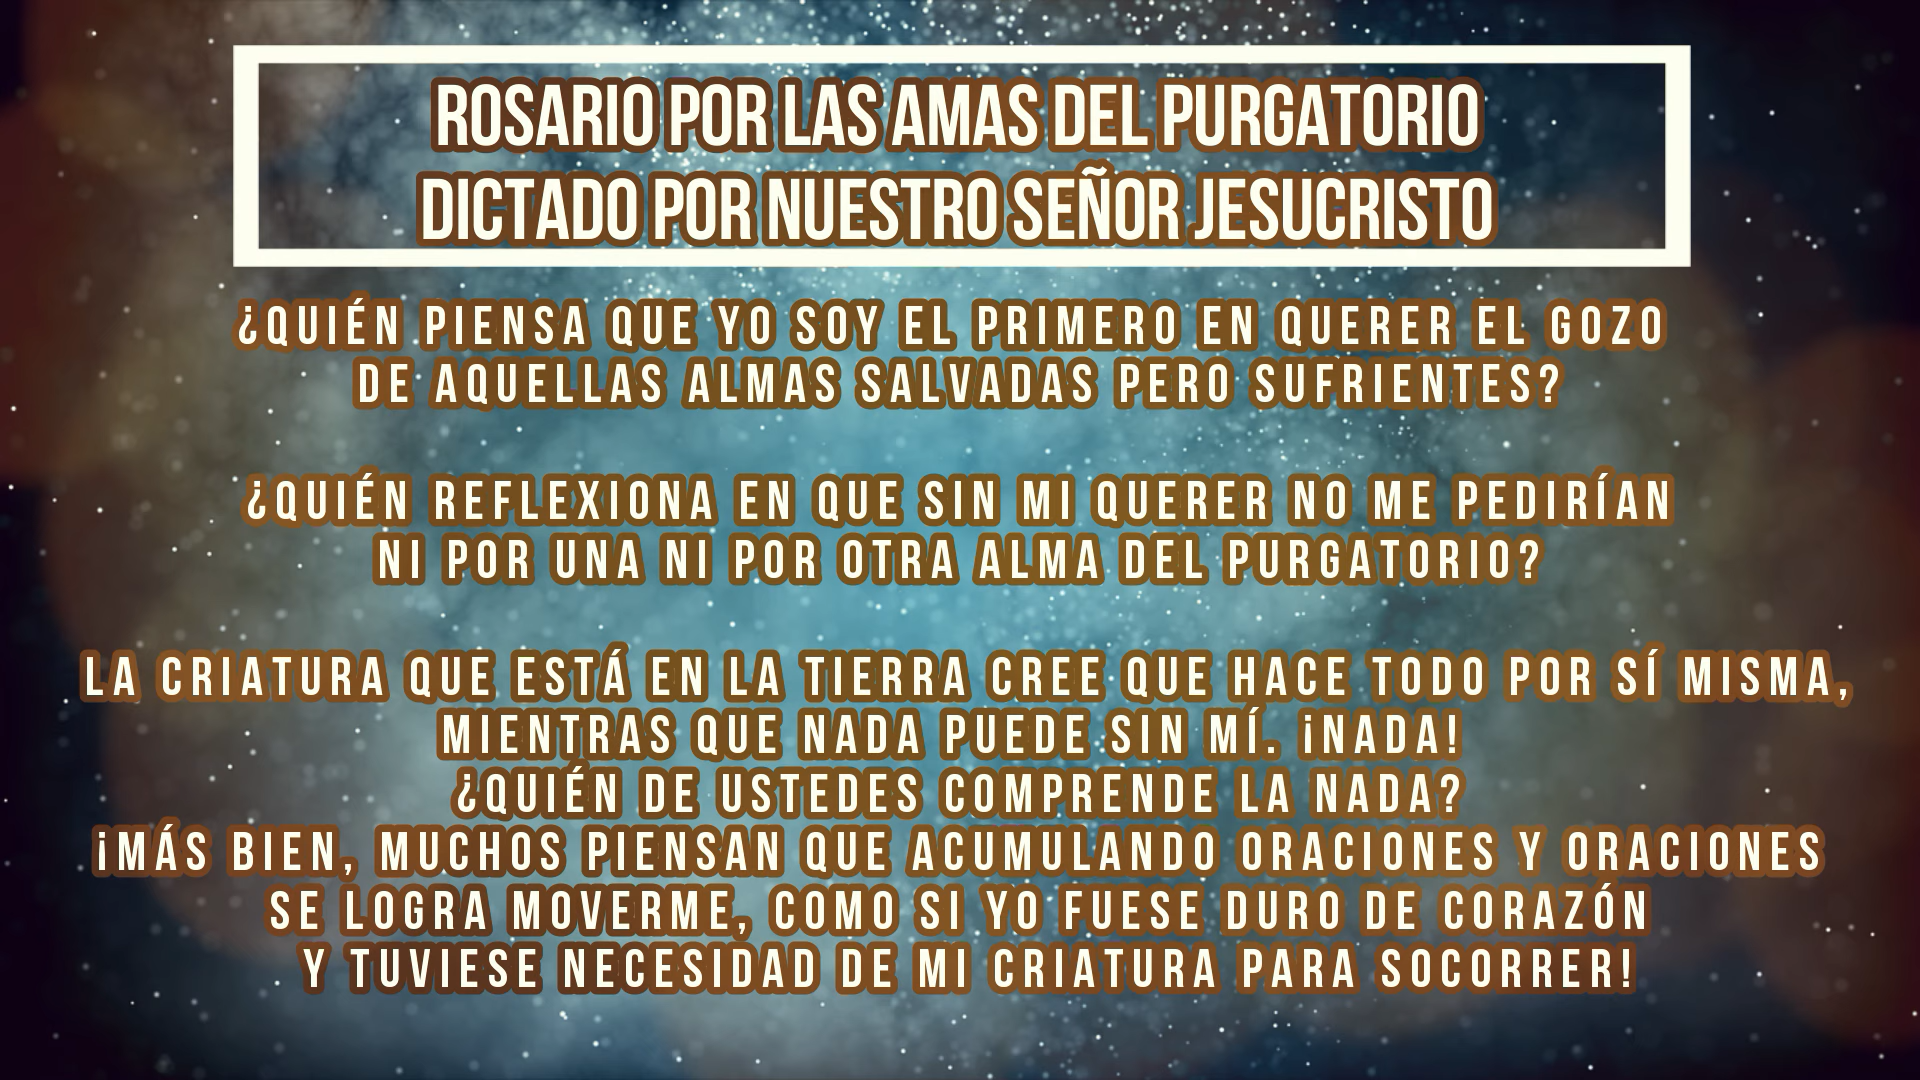 ROSARIO POR LAS AMAS DEL PURGATORIO
DICTADO POR NUESTRO SEÑOR JESUCRISTO
¿QUIÉN PIENSA QUE YO SOY EL PRIMERO EN QUERER EL GOZO
DE AQUELLAS ALMAS SALVADAS PERO SUFRIENTES?
¿QUIÉN REFLEXIONA EN QUE SIN MI QUERER NO ME PEDIRÍAN
NI POR UNA NI POR OTRA ALMA DEL PURGATORIO?
LA CRIATURA QUE ESTÁ EN LA TIERRA CREE QUE HACE TODO POR SÍ MISMA,
MIENTRAS QUE NADA PUEDE SIN MÍ. ¡NADA!
¿QUIÉN DE USTEDES COMPRENDE LA NADA?
¡MÁS BIEN, MUCHOS PIENSAN QUE ACUMULANDO ORACIONES Y ORACIONES
SE LOGRA MOVERME, COMO SI YO FUESE DURO DE CORAZÓN
Y TUVIESE NECESIDAD DE MI CRIATURA PARA SOCORRER!